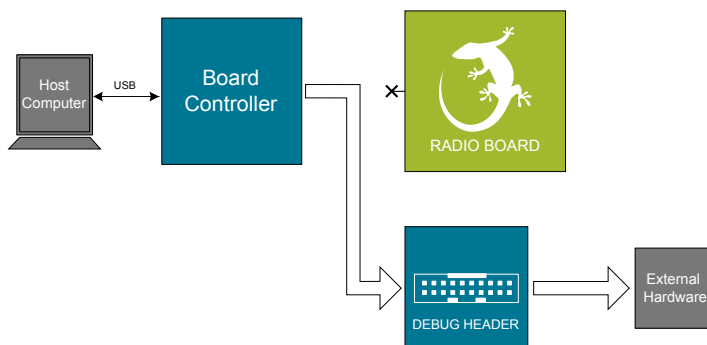 Host
Computer
USB
Board
Controller
RADIO BOARD
DEBUG HEADER
External
Hardware